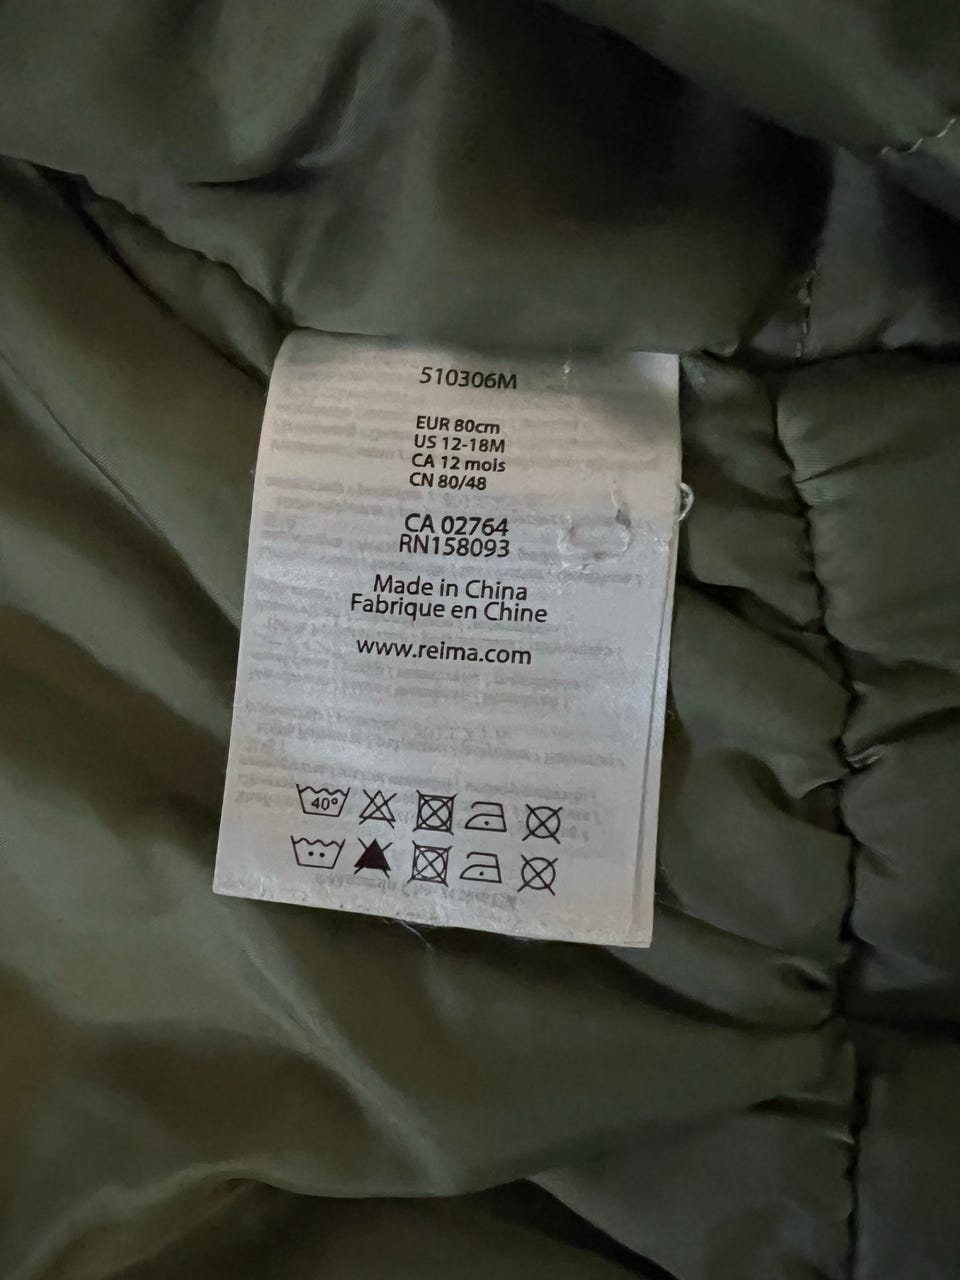 510306M
EUR 80cm
US 12-18M
CA 12 mois
CN 80/48
CA 02764
RN158093
Made in China
Fabrique en Chine
www.reima.com
40°